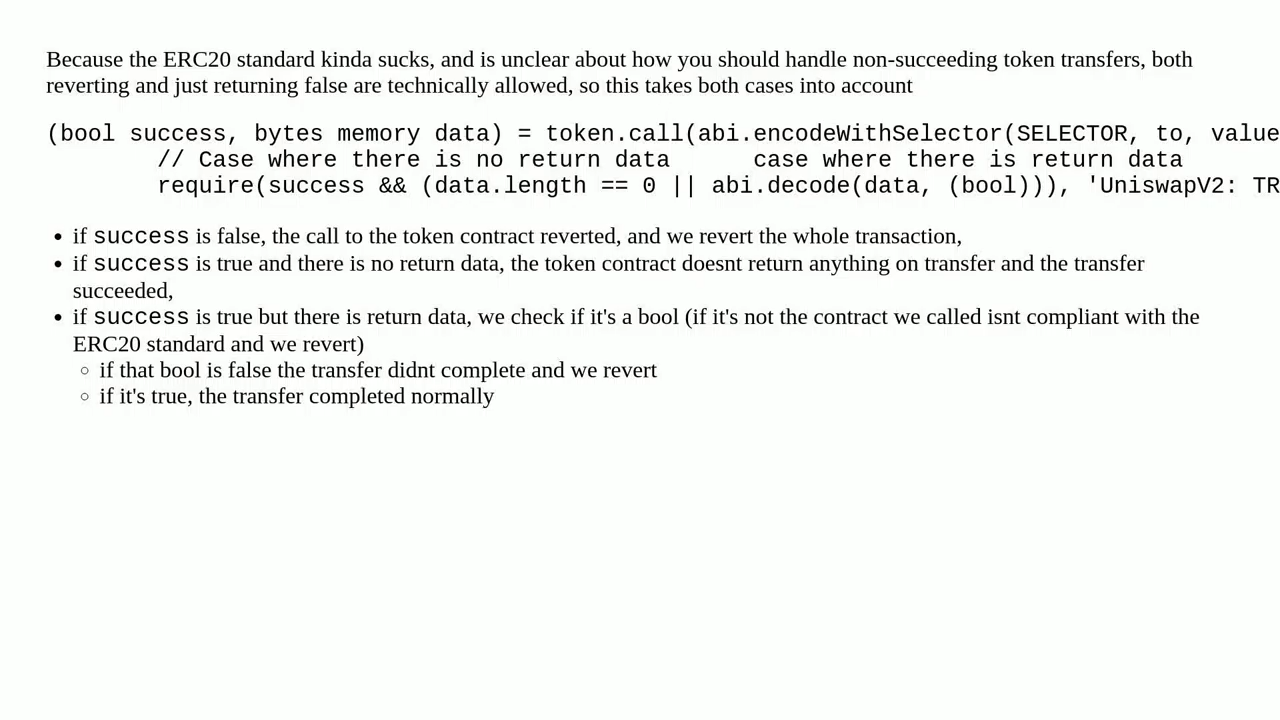 Because the ERC20 standard kinda sucks, and is unclear about how you should handle non-succeeding token transfers, both
reverting and just returning false are technically allowed, so this takes both cases into account
(bool success, bytes memory data) = token.call(abi.encodeWithSelector(SELECTOR, to, value
// Case where there is no return data      case where there is return data
require(success && (data.length == 0 || abi.decode(data, (bool))), 'UniswapV2: TR
• if success is false, the call to the token contract reverted, and we revert the whole transaction,
• if success is true and there is no return data, the token contract doesnt return anything on transfer and the transfer
succeeded,
• if success is true but there is return data, we check if it's a bool (if it's not the contract we called isnt compliant with the
ERC20 standard and we revert)
◦ if that bool is false the transfer didnt complete and we revert
◦ if it's true, the transfer completed normally